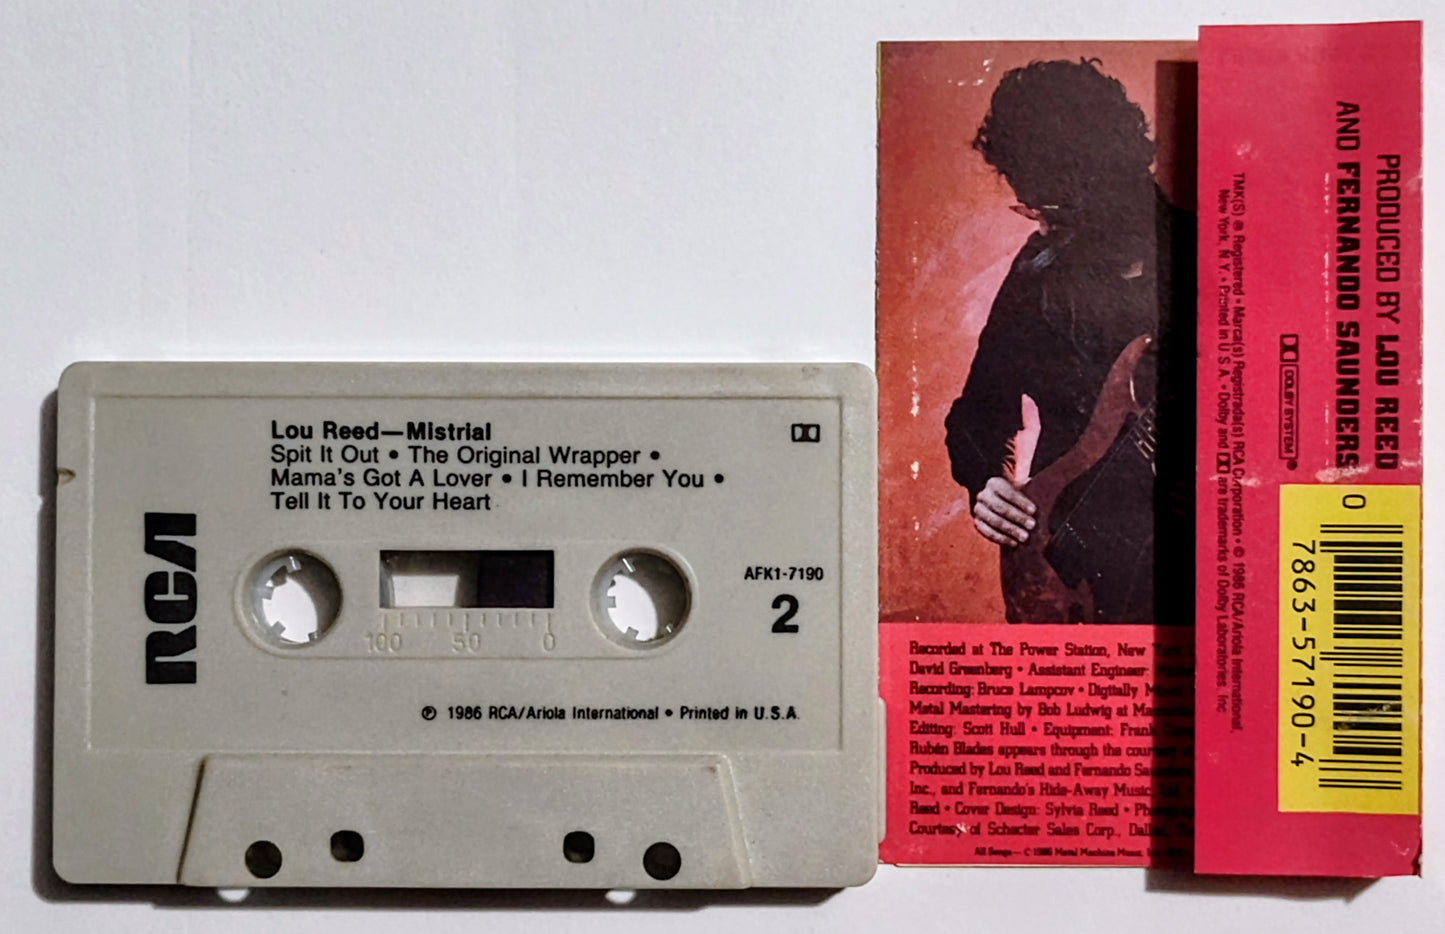 Lou Reed—Mistrial
Spit It Out • The Original Wrapper •
Mama's Got A Lover • I Remember You •
Tell It To Your Heart
RCA
AFK1-7190
2
100 50 0
℗ 1986 RCA/Ariola International • Printed in U.S.A.
Recorded at The Power Station, New
David Greenberg • Assistant Engineer:
Recording: Bruce Lampcov • Digitally
Metal Mastering by Bob Ludwig at
Editing: Scott Hull • Equipment: Frank
Rubén Blades appears through the
Produced by Lou Reed and Fernando
Inc., and Fernando's Hide-Away Music,
Reed • Cover Design: Sylvia Reed •
Courtesy of Schecter Sales Corp.,
All Songs—© 1986 Metal Machine Music,
PRODUCED BY LOU REED
AND FERNANDO SAUNDERS
DOLBY SYSTEM ®
TMK(S) ® Registered • Marca(s) Registrada(s) RCA Corporation • © 1986 RCA/Ariola International,
New York, N.Y. • Printed in U.S.A. • Dolby and are trademarks of Dolby Laboratories, Inc
0
7863-57190-4